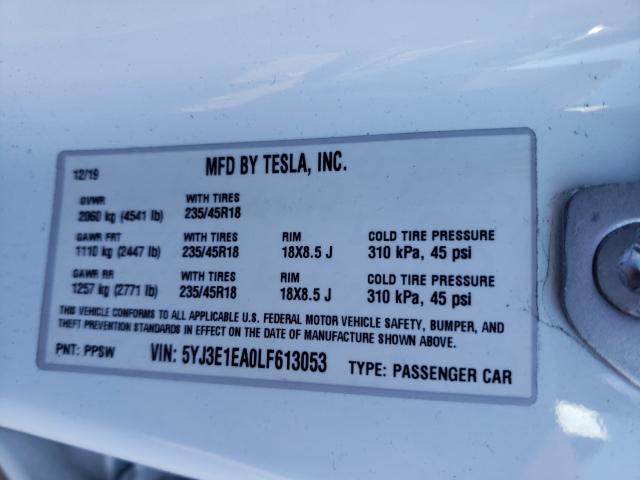 12/19 MFD BY TESLA, INC.
GVWR WITH TIRES
2060 kg (4541 lb) 235/45R18
GAWR FRT WITH TIRES RIM COLD TIRE PRESSURE
1110 kg (2447 lb) 235/45R18 18X8.5 J 310 kPa, 45 psi
GAWR RR WITH TIRES RIM COLD TIRE PRESSURE
1257 kg (2771 lb) 235/45R18 18X8.5 J 310 kPa, 45 psi
THIS VEHICLE CONFORMS TO ALL APPLICABLE U.S. FEDERAL MOTOR VEHICLE SAFETY, BUMPER, AND
THEFT PREVENTION STANDARDS IN EFFECT ON THE DATE OF MANUFACTURE SHOWN ABOVE.
PNT: PPSW VIN: 5YJ3E1EA0LF613053 TYPE: PASSENGER CAR